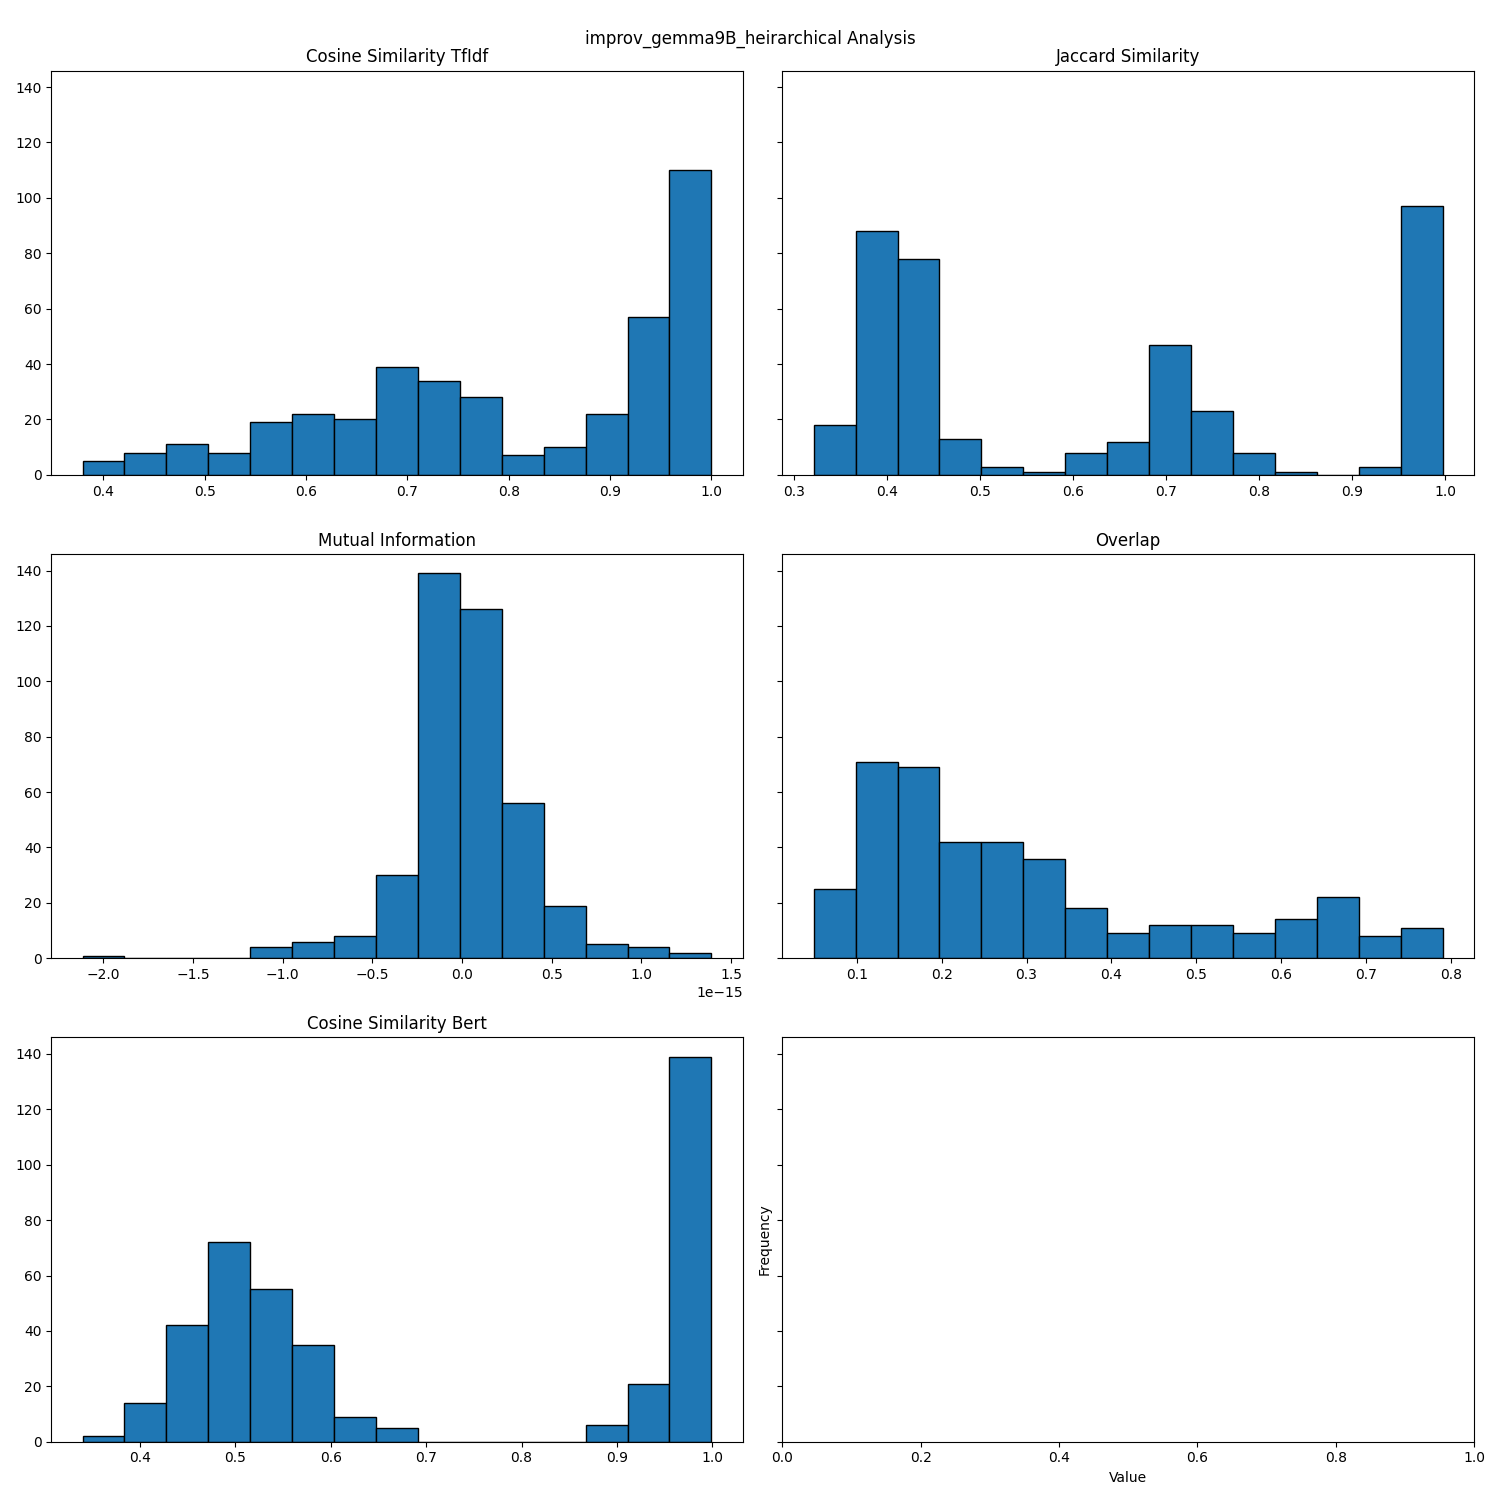 improv_gemma9B_heirarchical Analysis
Cosine Similarity TfIdf
Jaccard Similarity
140
120
100
80
60
40
20
0
0.4 0.5 0.6 0.7 0.8 0.9 1.0
0.3 0.4 0.5 0.6 0.7 0.8 0.9 1.0
Mutual Information
Overlap
140
120
100
80
60
40
20
0
−2.0 −1.5 −1.0 −0.5 0.0 0.5 1.0 1.5
1e−15
0.1 0.2 0.3 0.4 0.5 0.6 0.7 0.8
Cosine Similarity Bert
140
120
100
80
60
40
20
0
0.4 0.5 0.6 0.7 0.8 0.9 1.0
Frequency
0.0 0.2 0.4 0.6 0.8 1.0
Value